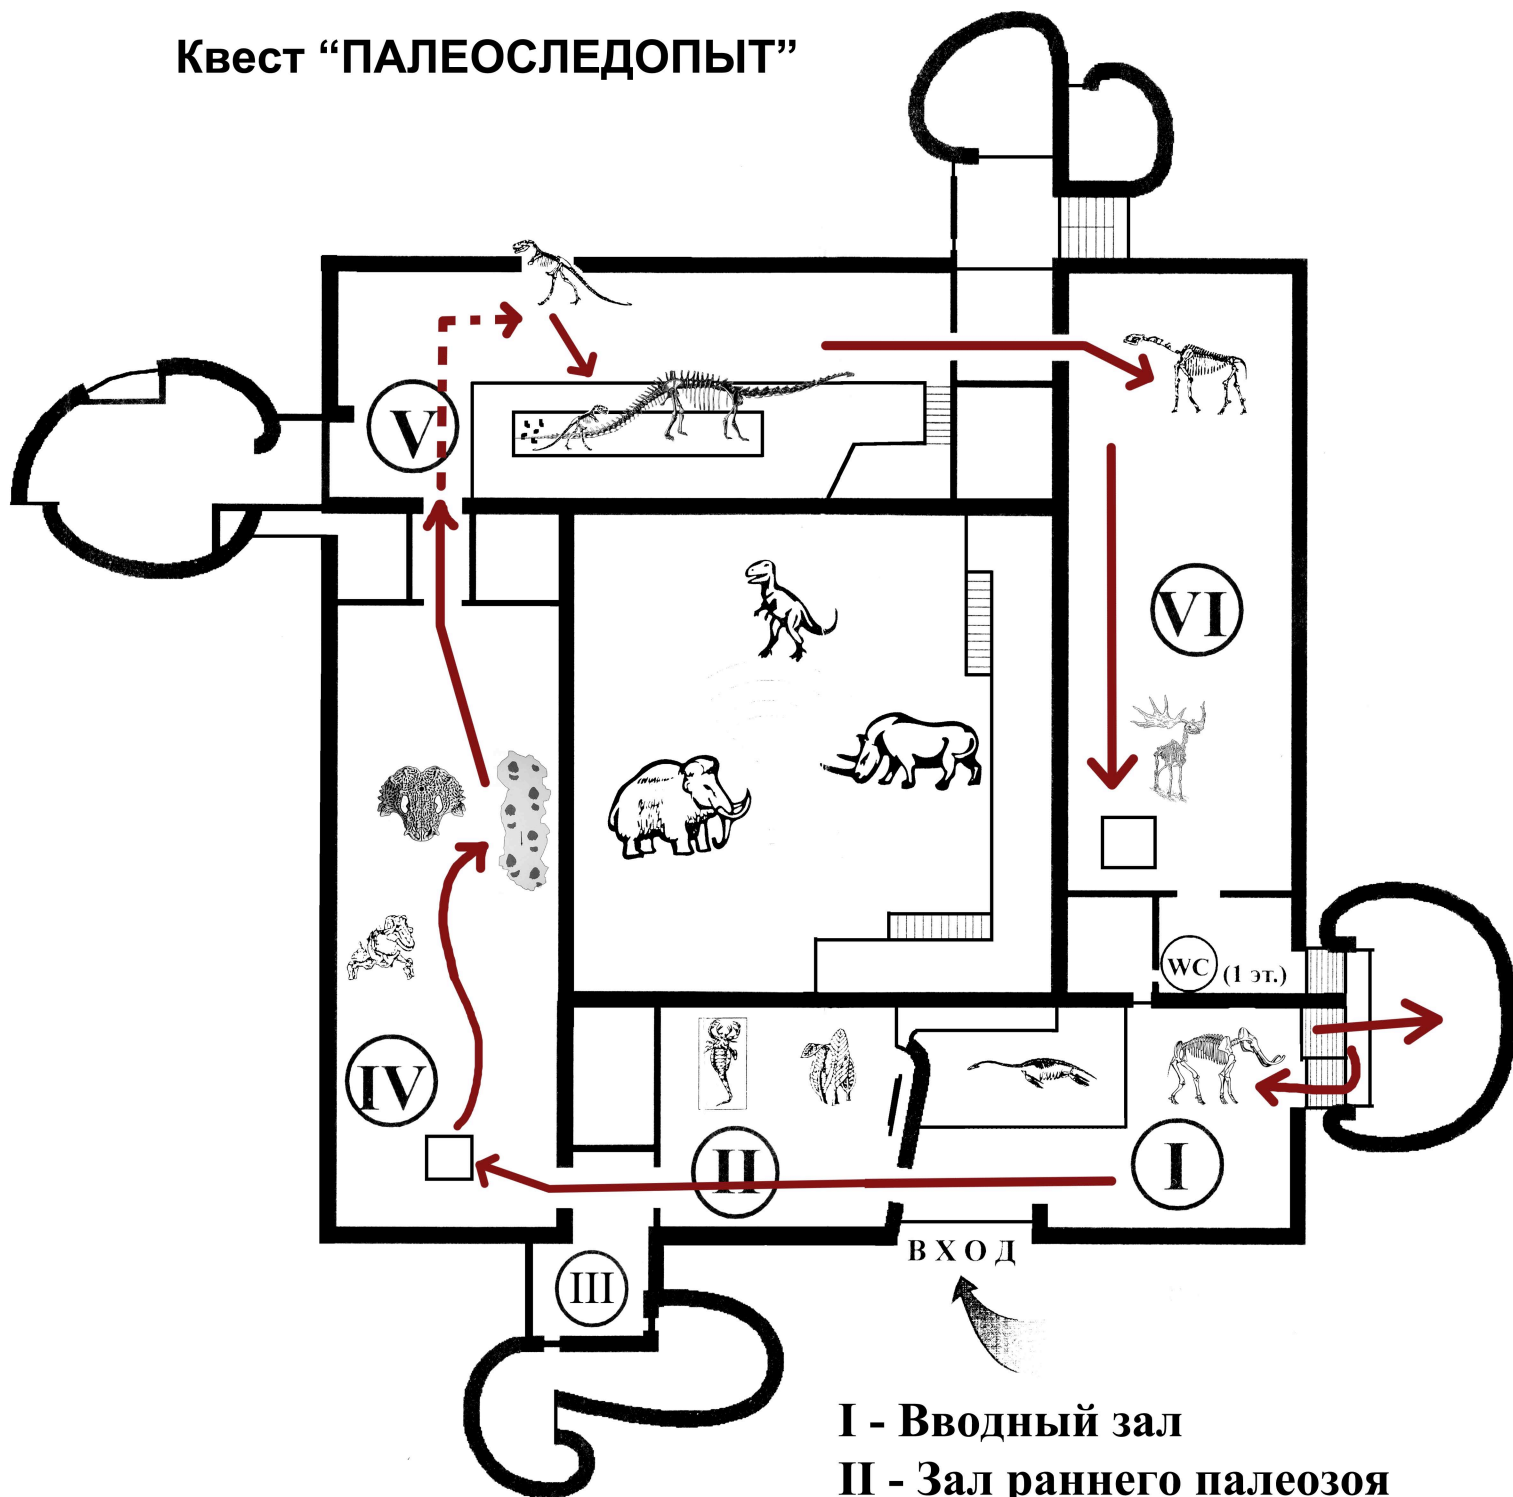 Квест “ПАЛЕОСЛЕДОПЫТ”
V
VI
WC (1 эт.)
IV
II
I
ВХОД
III
I - Вводный зал
II - Зал раннего палеозоя